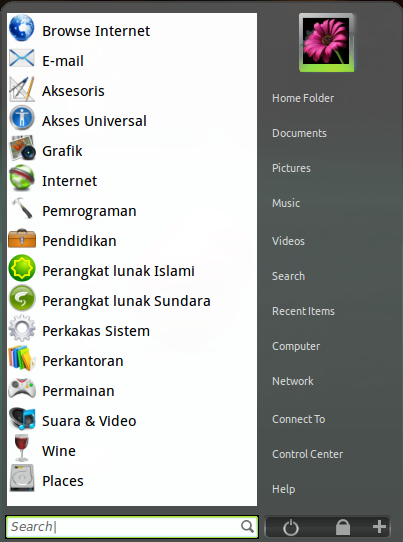 Browse Internet
E-mail
Aksesoris
Akses Universal
Grafik
Internet
Pemrograman
Pendidikan
Perangkat lunak Islami
Perangkat lunak Sundara
Perkakas Sistem
Perkantoran
Permainan
Suara & Video
Wine
Places
Search
Home Folder
Documents
Pictures
Music
Videos
Search
Recent Items
Computer
Network
Connect To
Control Center
Help